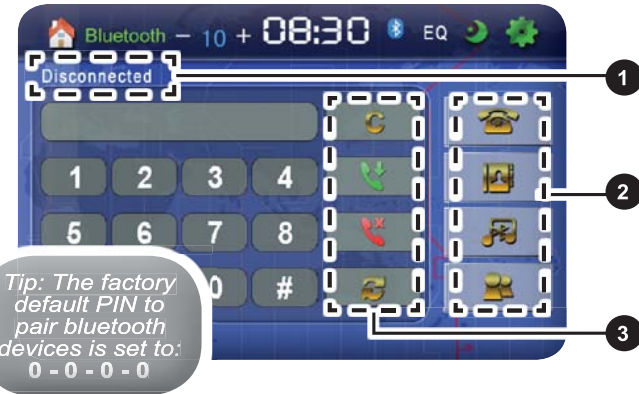 Bluetooth − 10 + 08:30 EQ
Disconnected
1
C
1 2 3 4
2
5 6 7 8
0 #
3
Tip: The factory
default PIN to
pair bluetooth
devices is set to:
0 - 0 - 0 - 0